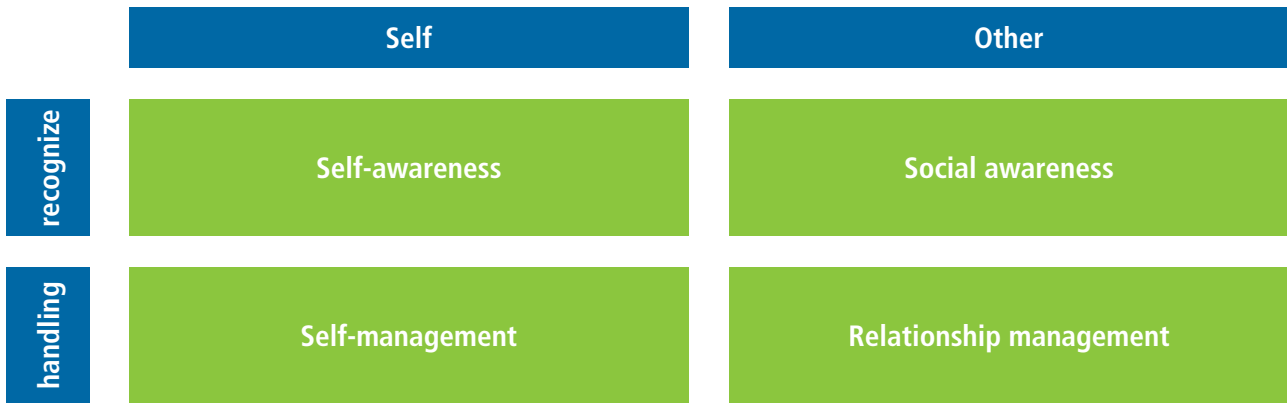 Self
Other
recognize
Self-awareness
Social awareness
handling
Self-management
Relationship management